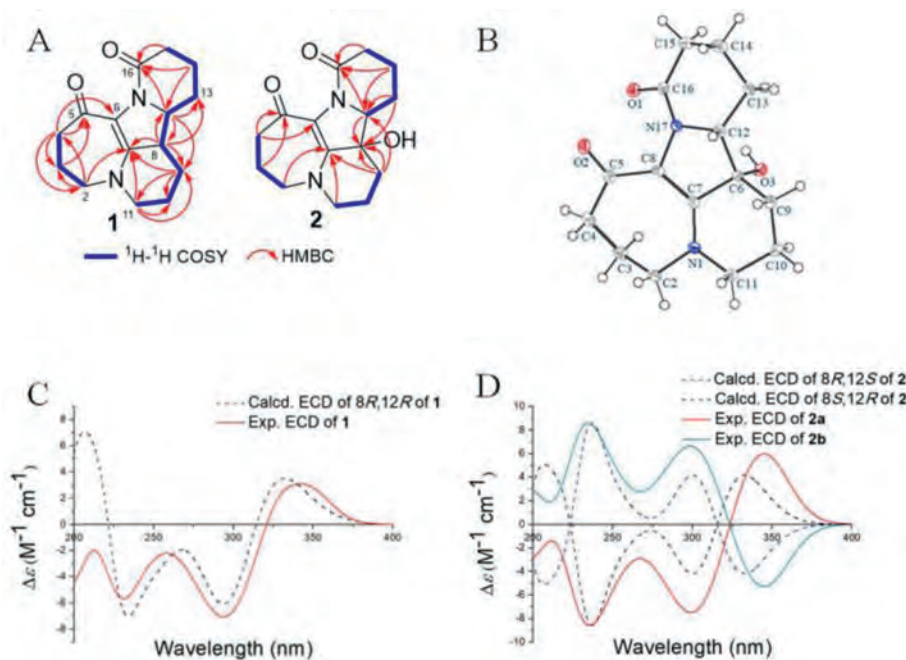 A
O
16
O
N
13
5
6
8
N
2
11
1
O
O
N
OH
N
2
¹H-¹H COSY
HMBC
B
C15
C14
C16
C13
O1
N17
C12
O2
C5
C8
C6
O3
C7
C9
C4
C3
N1
C10
C2
C11
C
Calcd. ECD of 8R,12R of 1
Exp. ECD of 1
8
6
4
2
0
-2
-4
-6
-8
200 250 300 350 400
Δε (M⁻¹ cm⁻¹)
Wavelength (nm)
D
Calcd. ECD of 8R,12S of 2
Calcd. ECD of 8S,12R of 2
Exp. ECD of 2a
Exp. ECD of 2b
10
8
6
4
2
0
-2
-4
-6
-8
-10
200 250 300 350 400
Δε (M⁻¹ cm⁻¹)
Wavelength (nm)